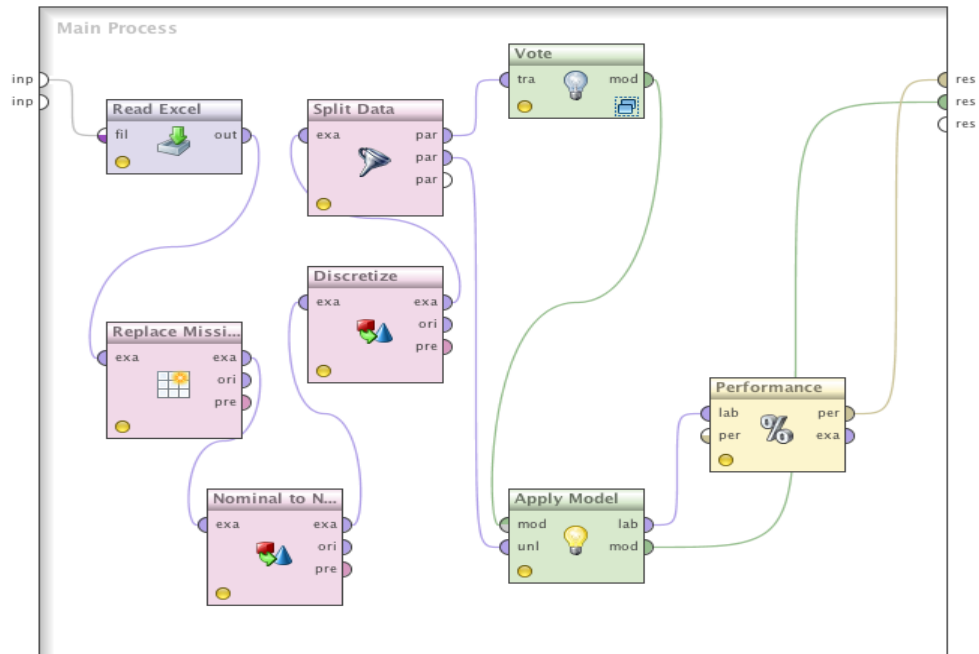 Main Process
inp
inp
Read Excel
fil out
Replace Missi...
exa exa
ori
pre
Nominal to N...
exa exa
ori
pre
Discretize
exa exa
ori
pre
Split Data
exa par
par
par
Vote
tra mod
Apply Model
mod lab
unl mod
Performance
%
lab per
per exa
res
res
res